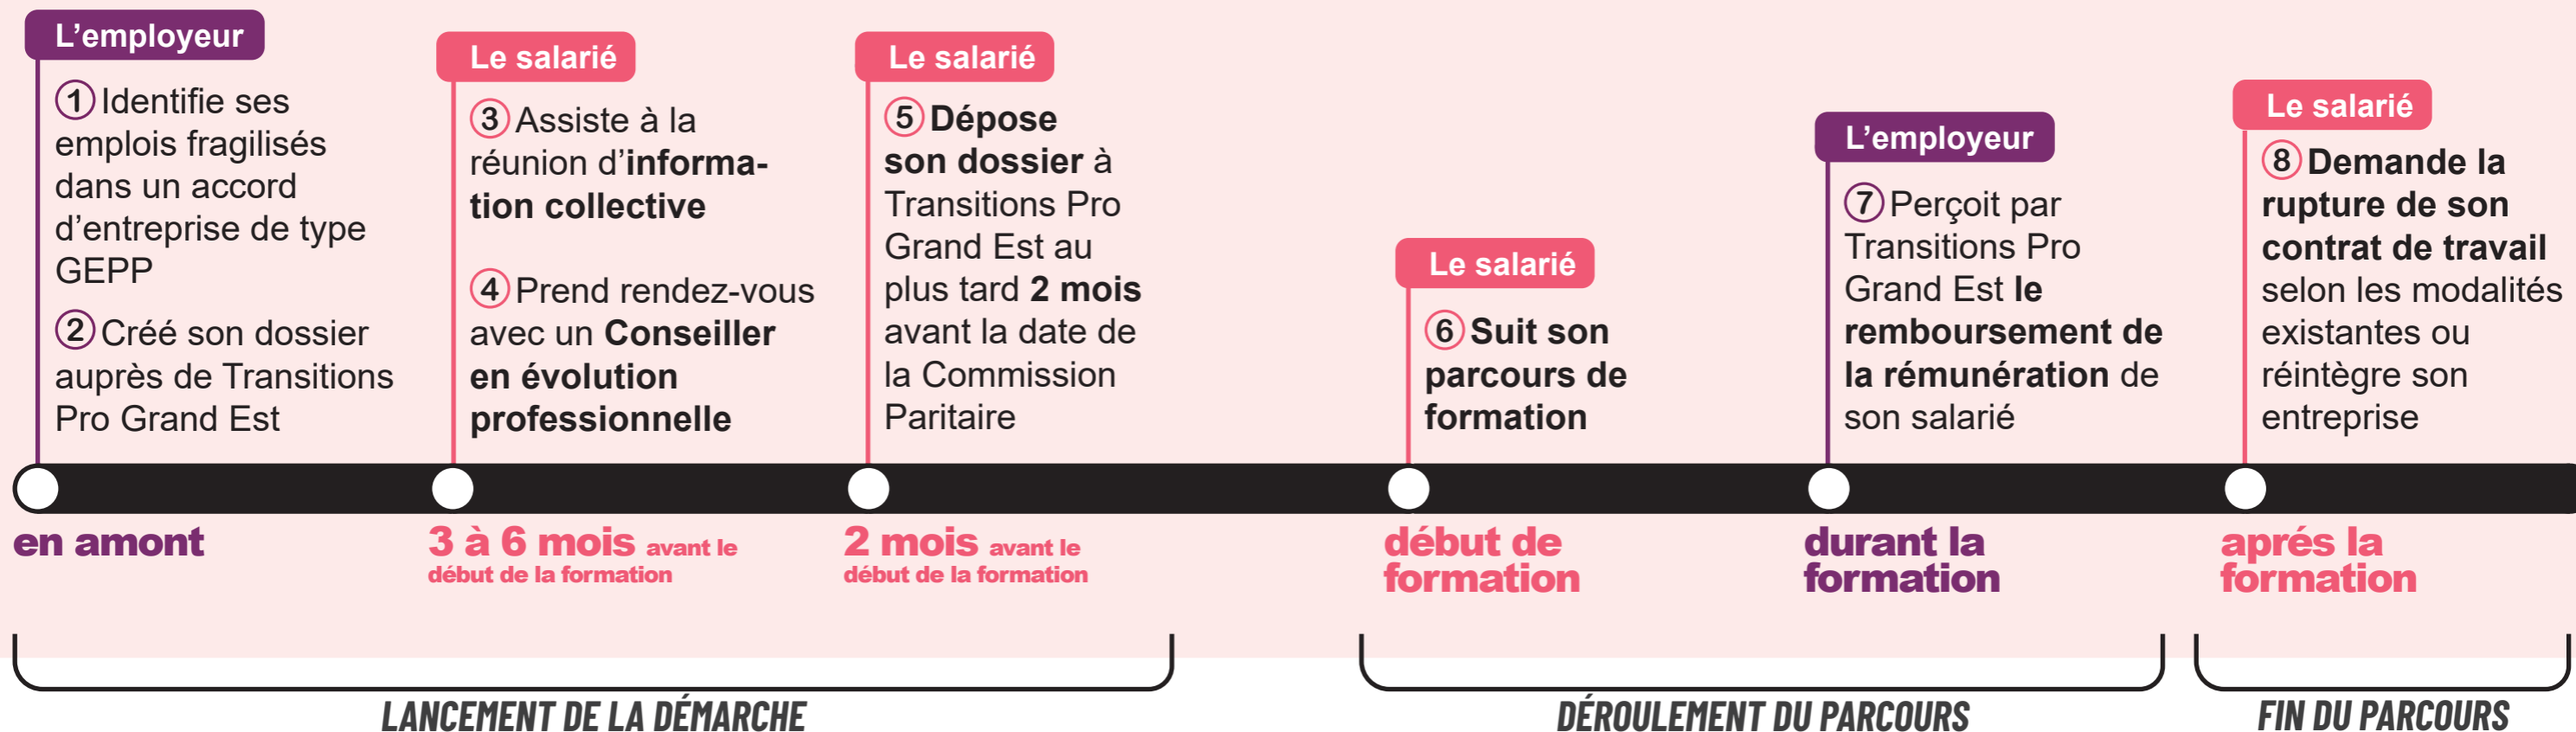 L'employeur
① Identifie ses
emplois fragilisés
dans un accord
d'entreprise de type
GEPP
② Créé son dossier
auprès de Transitions
Pro Grand Est
en amont
Le salarié
③ Assiste à la
réunion d'informa-
tion collective
④ Prend rendez-vous
avec un Conseiller
en évolution
professionnelle
3 à 6 mois avant le
début de la formation
Le salarié
⑤ Dépose
son dossier à
Transitions Pro
Grand Est au
plus tard 2 mois
avant la date de
la Commission
Paritaire
2 mois avant le
début de la formation
Le salarié
⑥ Suit son
parcours de
formation
début de
formation
L'employeur
⑦ Perçoit par
Transitions Pro
Grand Est le
remboursement de
la rémunération de
son salarié
durant la
formation
Le salarié
⑧ Demande la
rupture de son
contrat de travail
selon les modalités
existantes ou
réintègre son
entreprise
aprés la
formation
LANCEMENT DE LA DÉMARCHE
DÉROULEMENT DU PARCOURS
FIN DU PARCOURS